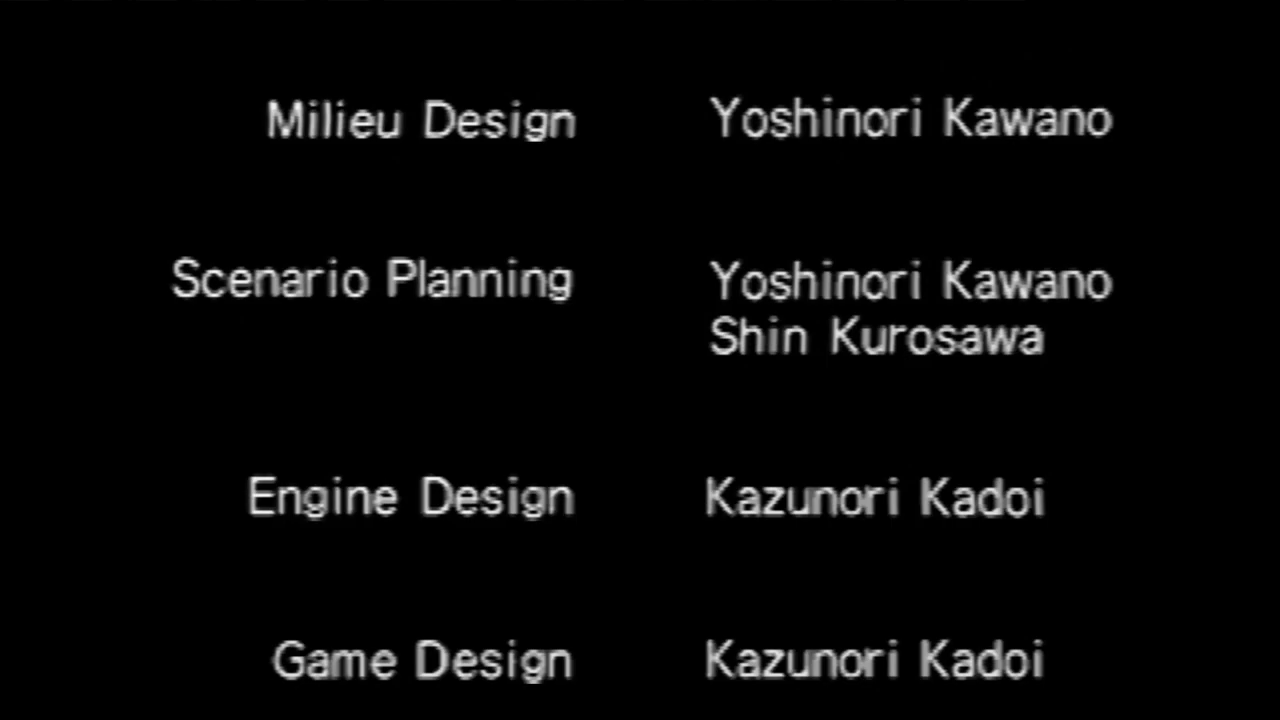 Milieu Design Yoshinori Kawano
Scenario Planning Yoshinori Kawano
Shin Kurosawa
Engine Design Kazunori Kadoi
Game Design Kazunori Kadoi